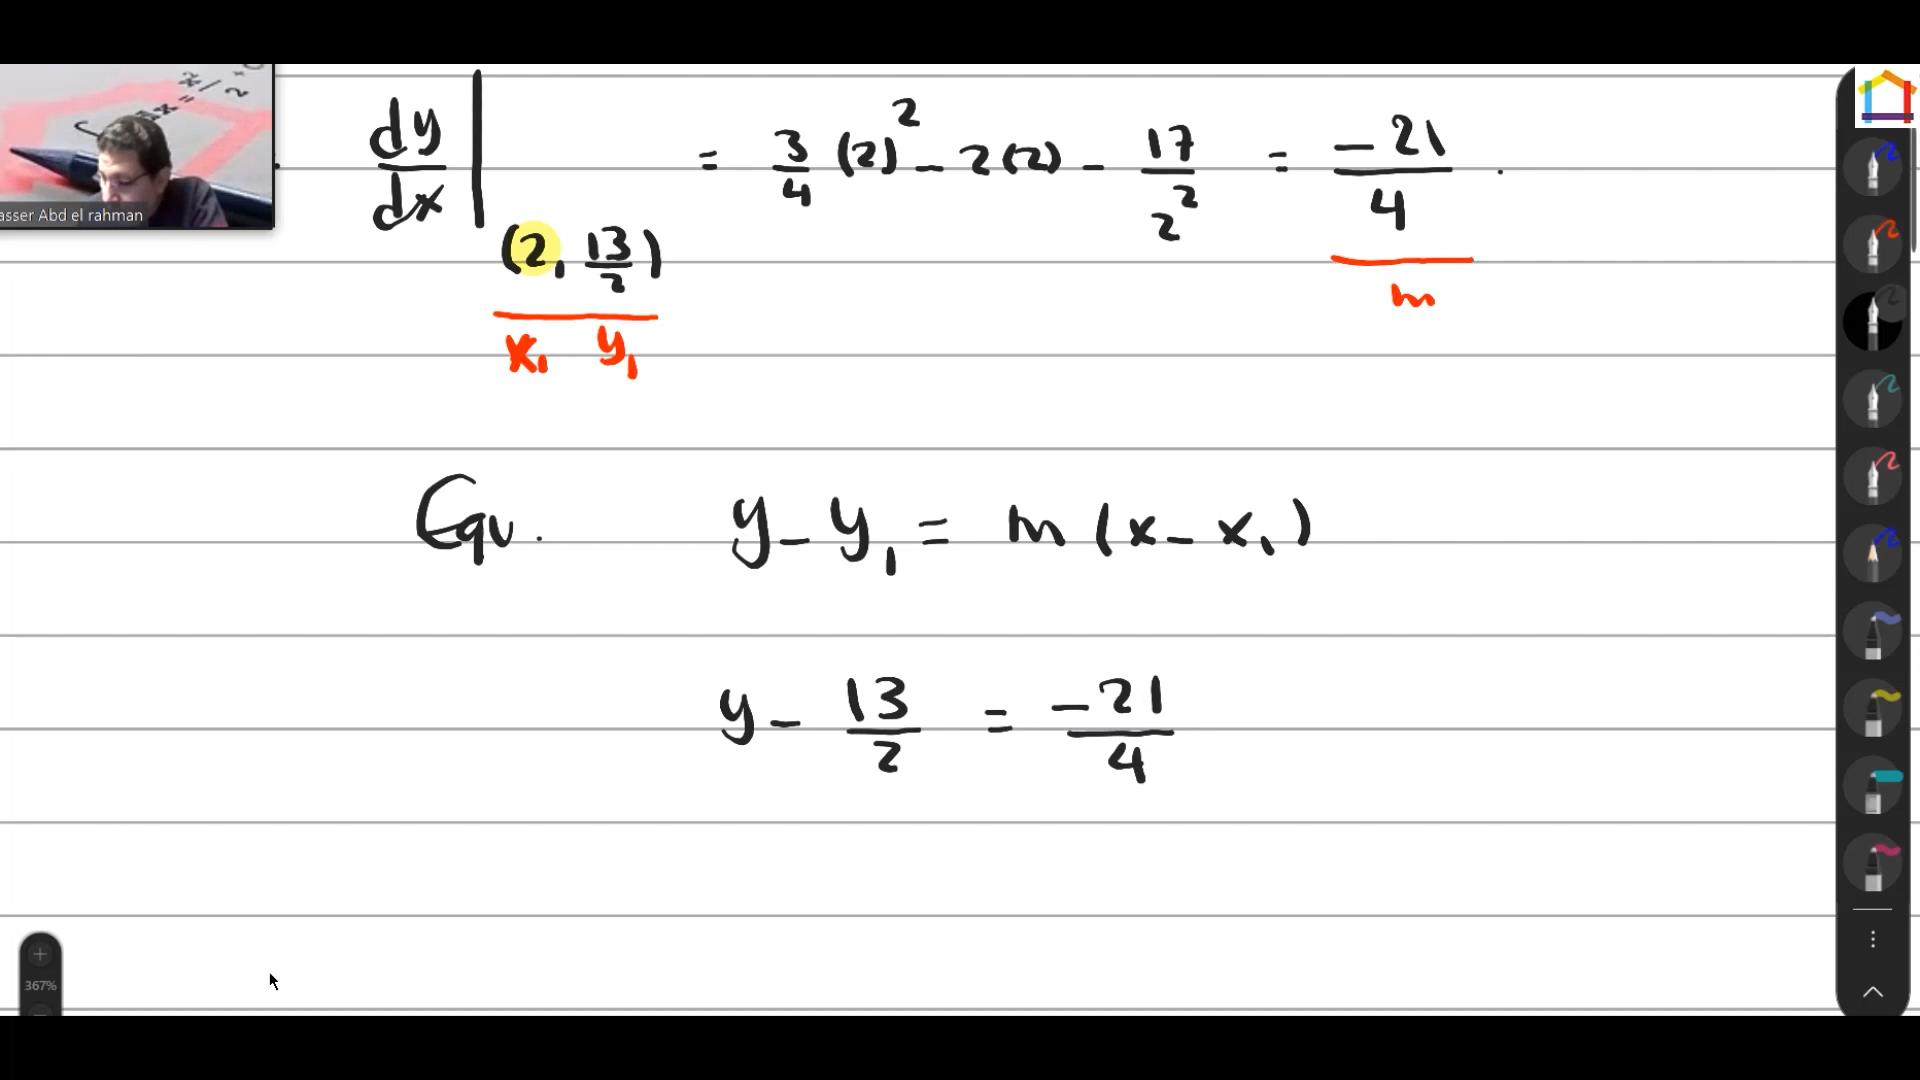 dy/dx | (2, 13/2) = 3/4 (2)² - 2(2) - 17/2² = -21/4 .
x₁ y₁ m
asser Abd el rahman
Equ. y - y₁ = m (x - x₁)
y - 13/2 = -21/4
367%